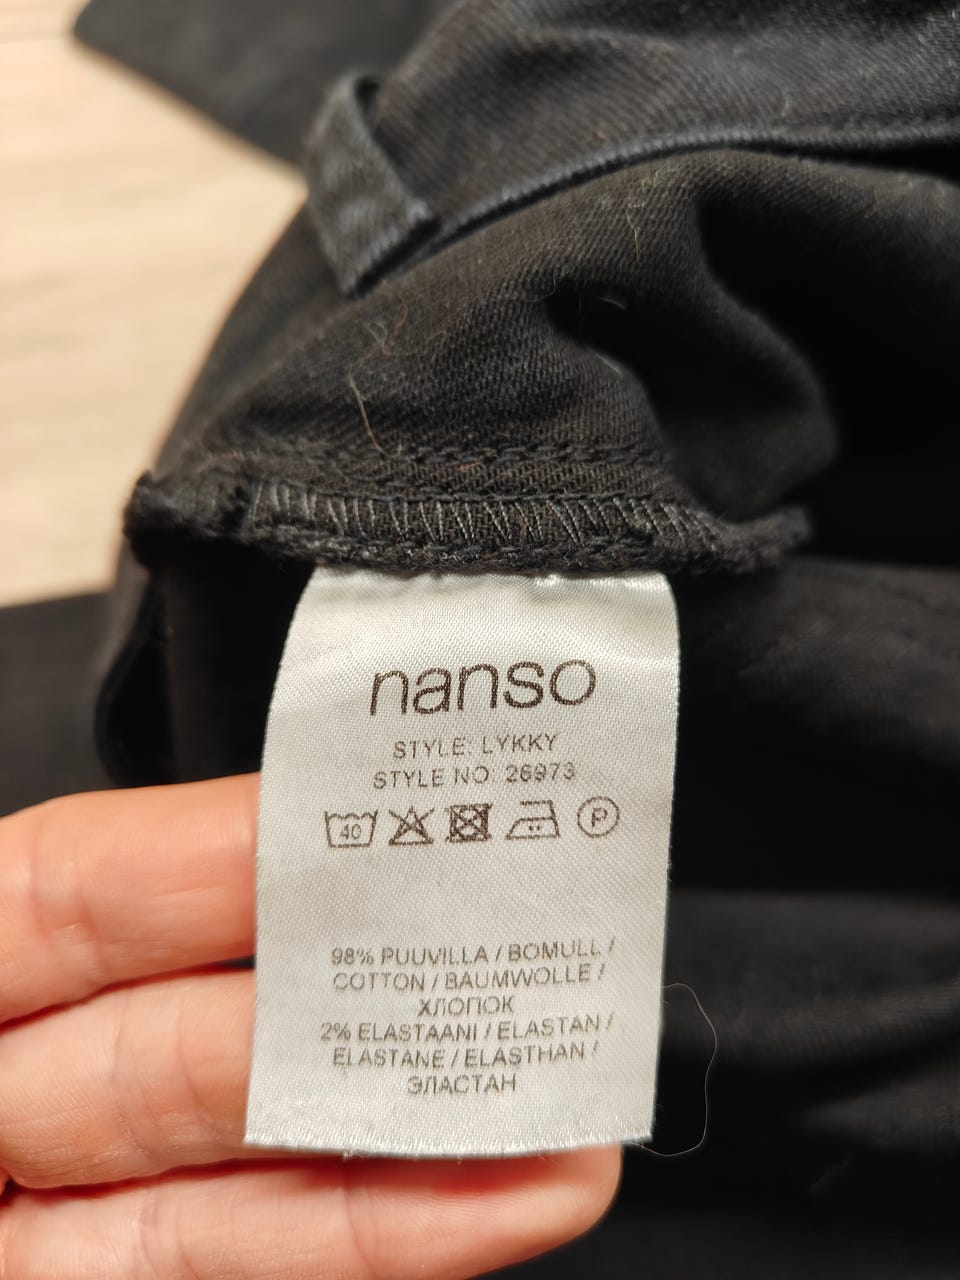 nanso
STYLE: LYKKY
STYLE NO: 26973
40 P
98% PUUVILLA / BOMULL /
COTTON / BAUMWOLLE /
ХЛОПОК
2% ELASTAANI / ELASTAN /
ELASTANE / ELASTHAN /
ЭЛАСТАН